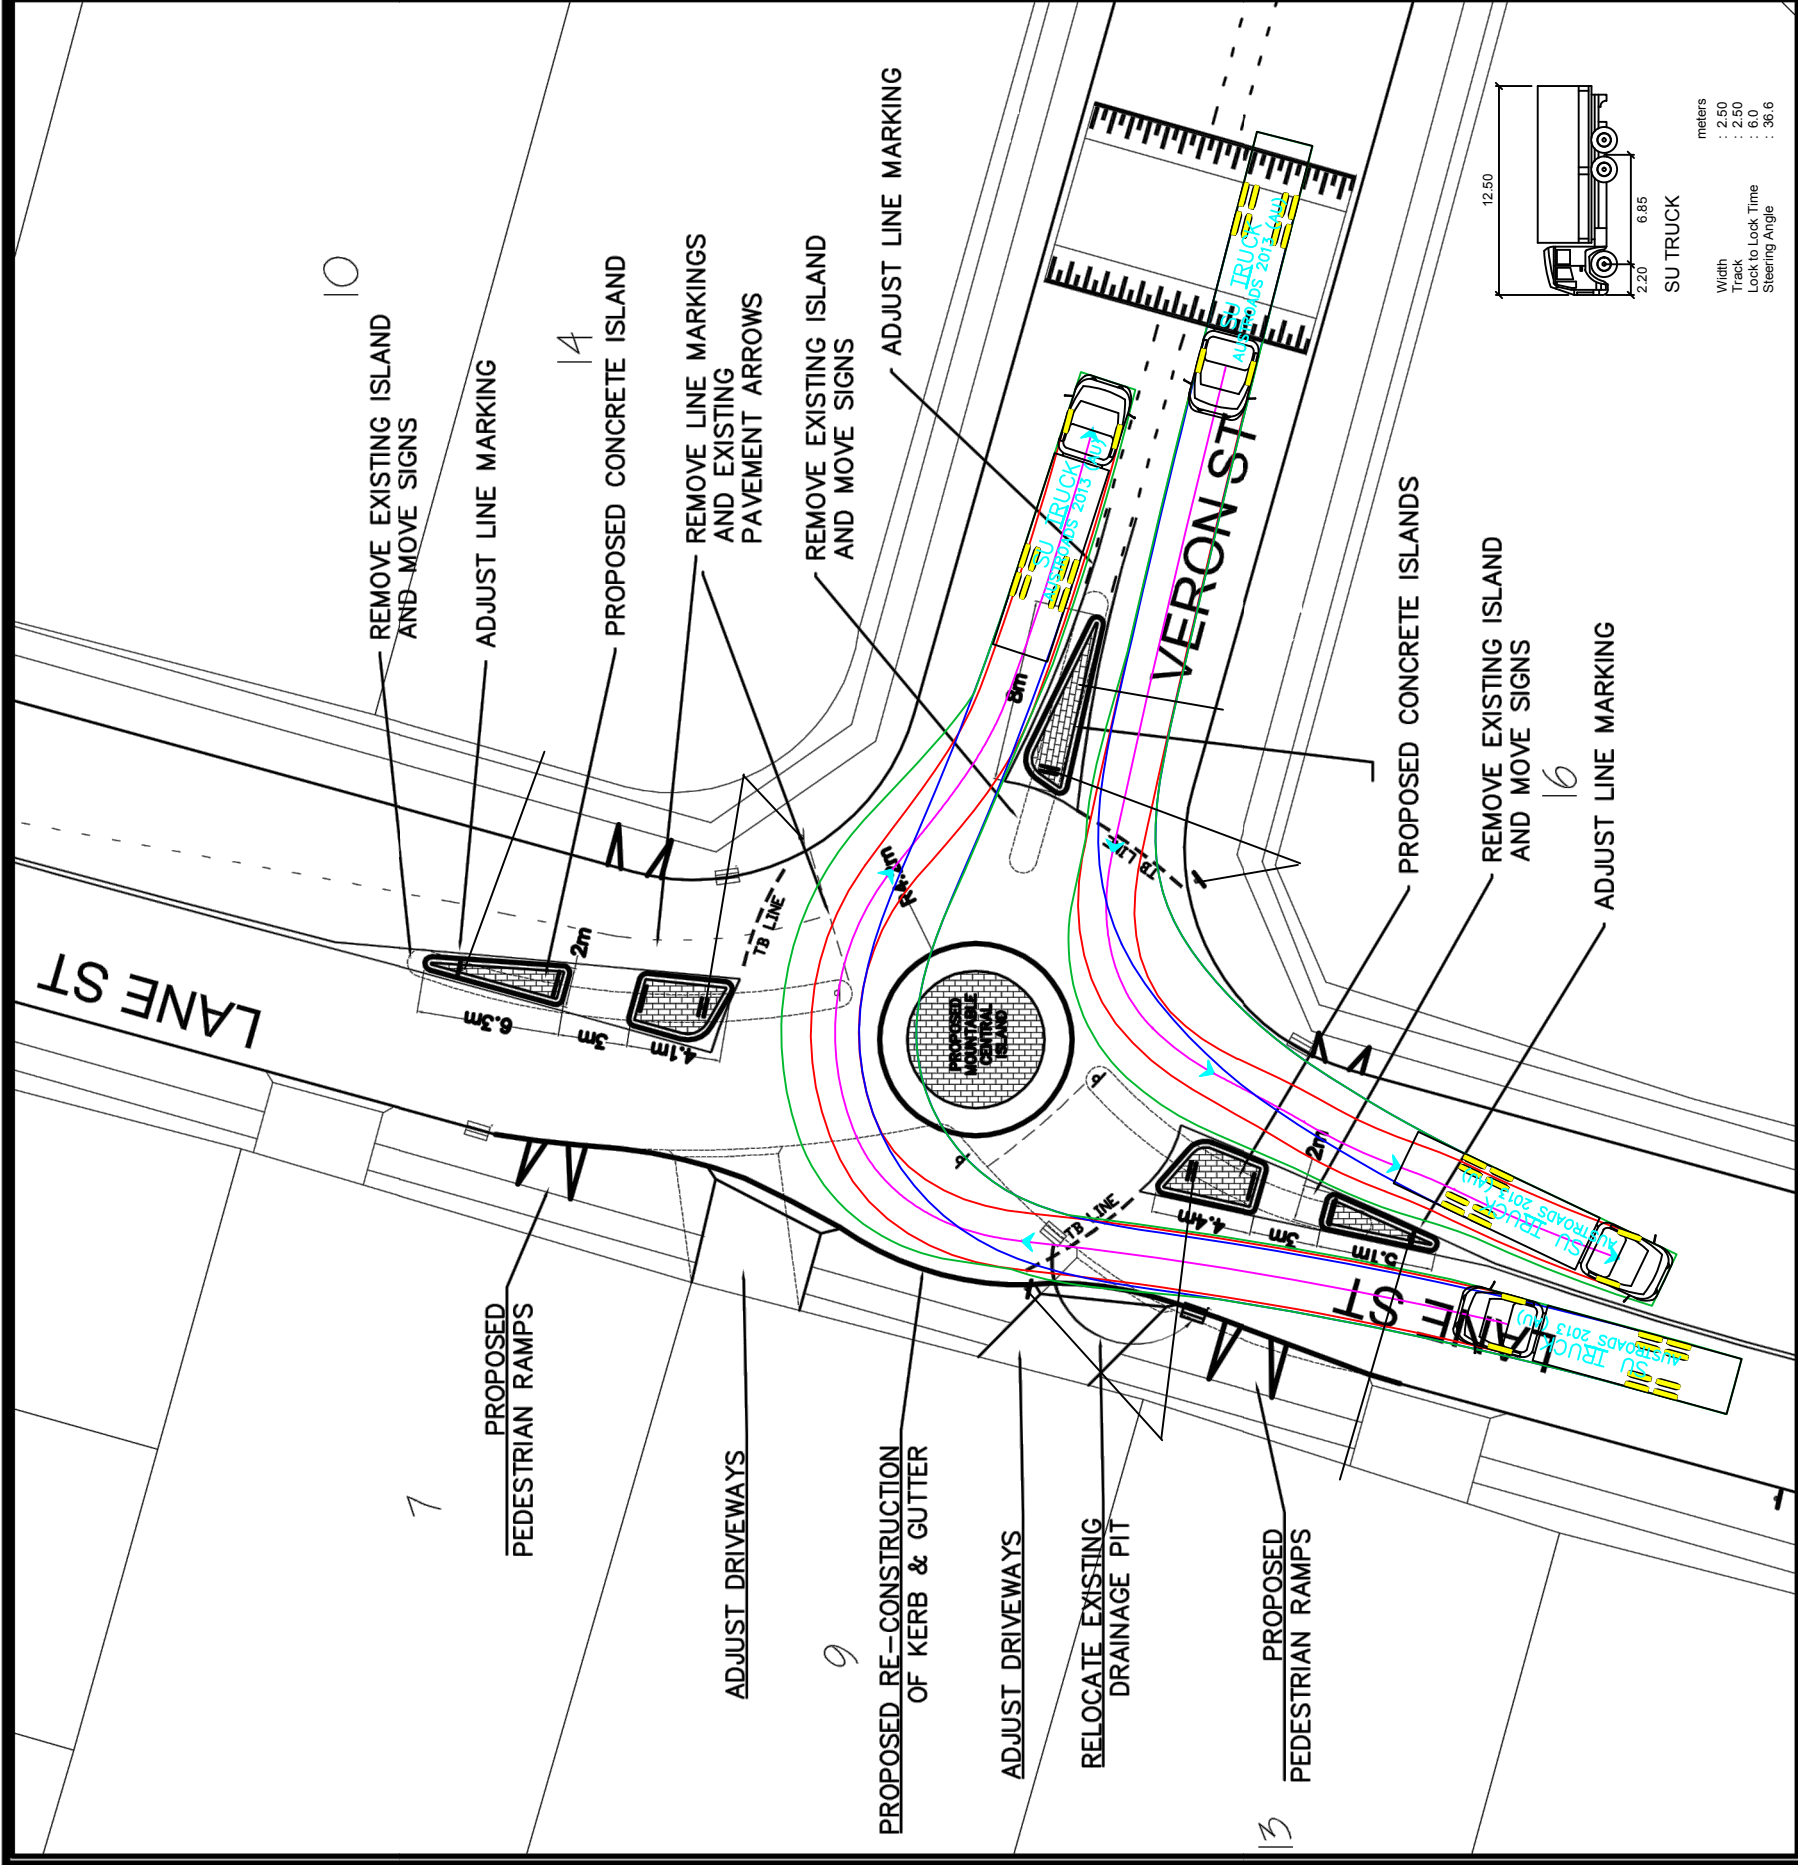 10
REMOVE EXISTING ISLAND
AND MOVE SIGNS
ADJUST LINE MARKING
14
PROPOSED CONCRETE ISLAND
REMOVE LINE MARKINGS
AND EXISTING
PAVEMENT ARROWS
REMOVE EXISTING ISLAND
AND MOVE SIGNS
ADJUST LINE MARKING
LANE ST
6.3m
2m
3m
4.1m
TB LINE
8m
VERON ST
SU TRUCK
AUSTROADS 2013 (AU)
SU TRUCK
AUSTROADS 2013 (AU)
TB LINE
PROPOSED
MOUNTABLE
CENTRAL
ISLAND
PROPOSED CONCRETE ISLANDS
REMOVE EXISTING ISLAND
AND MOVE SIGNS
16
ADJUST LINE MARKING
TB LINE
4.4m
2m
3m
5.1m
LANE ST
SU TRUCK
AUSTROADS 2013 (AU)
SU TRUCK
AUSTROADS 2013 (AU)
7
PROPOSED
PEDESTRIAN RAMPS
ADJUST DRIVEWAYS
9
PROPOSED RE-CONSTRUCTION
OF KERB & GUTTER
ADJUST DRIVEWAYS
RELOCATE EXISTING
DRAINAGE PIT
PROPOSED
PEDESTRIAN RAMPS
13
12.50
2.20
6.85
SU TRUCK
meters
Width : 2.50
Track : 2.50
Lock to Lock Time : 6.0
Steering Angle : 36.6